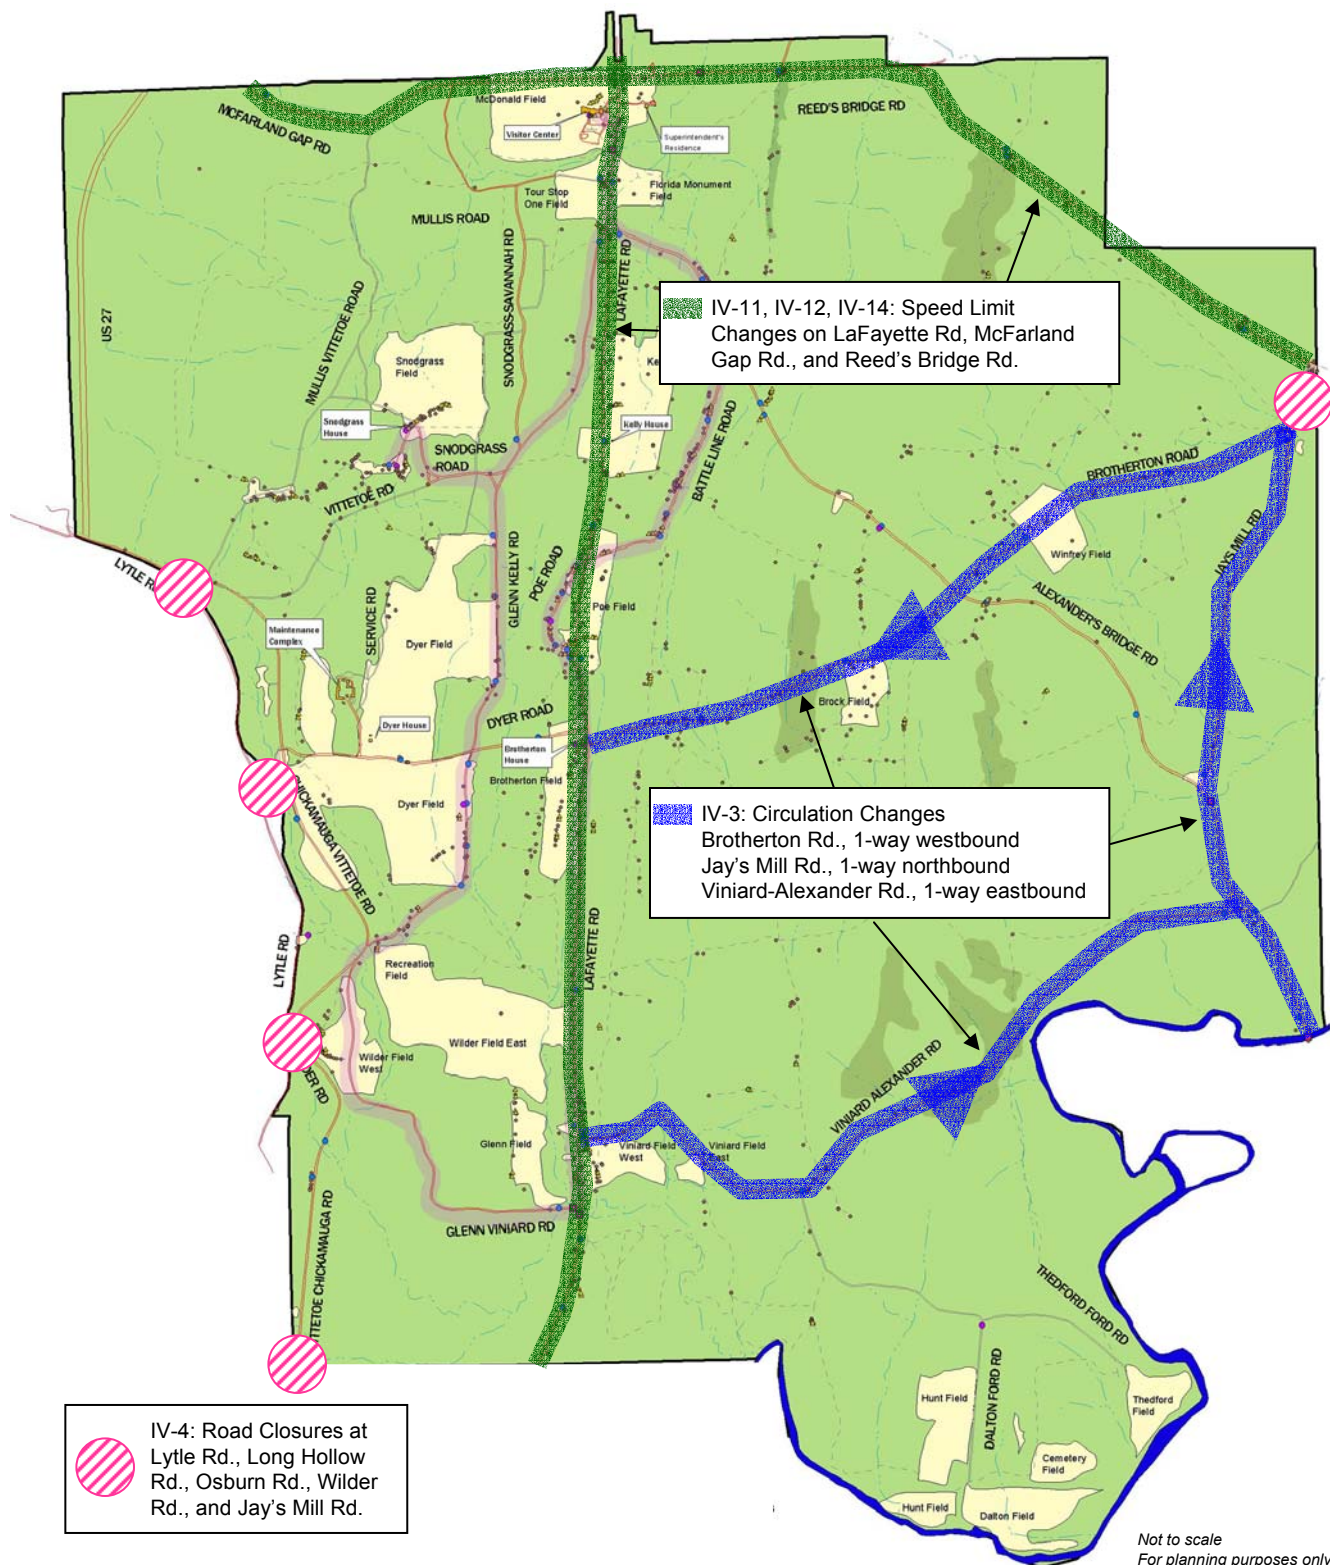 MCFARLAND GAP RD
McDonald Field
Visitor Center
Superintendent's
Residence
REED'S BRIDGE RD
Tour Stop
One Field
Florida Monument
Field
MULLIS ROAD
SNODGRASS-SAVANNAH RD
LAFAYETTE RD
US 27
MULLIS VITTETOE ROAD
IV-11, IV-12, IV-14: Speed Limit
Changes on LaFayette Rd, McFarland
Gap Rd., and Reed's Bridge Rd.
Snodgrass
Field
Snodgrass
House
SNODGRASS
ROAD
Kelly House
BATTLE LINE ROAD
BROTHERTON ROAD
VITTETOE RD
JAYS MILL RD
Winfrey Field
LYTLE
GLENN KELLY RD
POE ROAD
Poe Field
SERVICE RD
ALEXANDER'S BRIDGE RD
Maintenance
Complex
Dyer Field
Brock Field
DYER ROAD
Dyer House
Brotherton
House
Brotherton Field
CHICKAMAUGA VITTETOE RD
Dyer Field
IV-3: Circulation Changes
Brotherton Rd., 1-way westbound
Jay's Mill Rd., 1-way northbound
Viniard-Alexander Rd., 1-way eastbound
LYTLE RD
LAFAYETTE RD
Recreation
Field
Wilder Field East
Wilder Field
West
VINIARD ALEXANDER RD
Glenn Field
Viniard Field
West
Viniard Field
GLENN VINIARD RD
CHICKAMAUGA RD
THEDFORD FORD RD
DALTON FORD RD
Hunt Field
Thedford
Field
Cemetery
Field
Hunt Field
Dalton Field
IV-4: Road Closures at
Lytle Rd., Long Hollow
Rd., Osburn Rd., Wilder
Rd., and Jay's Mill Rd.
Not to scale
For planning purposes only